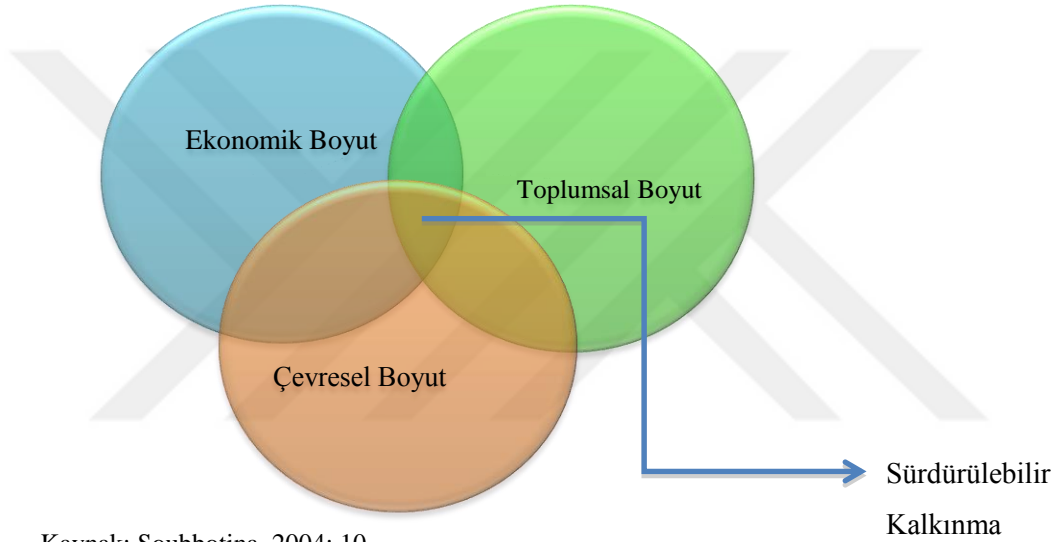 Ekonomik Boyut
Toplumsal Boyut
Çevresel Boyut
Sürdürülebilir
Kalkınma
Kaynak: Soubbotina, 2004: 10